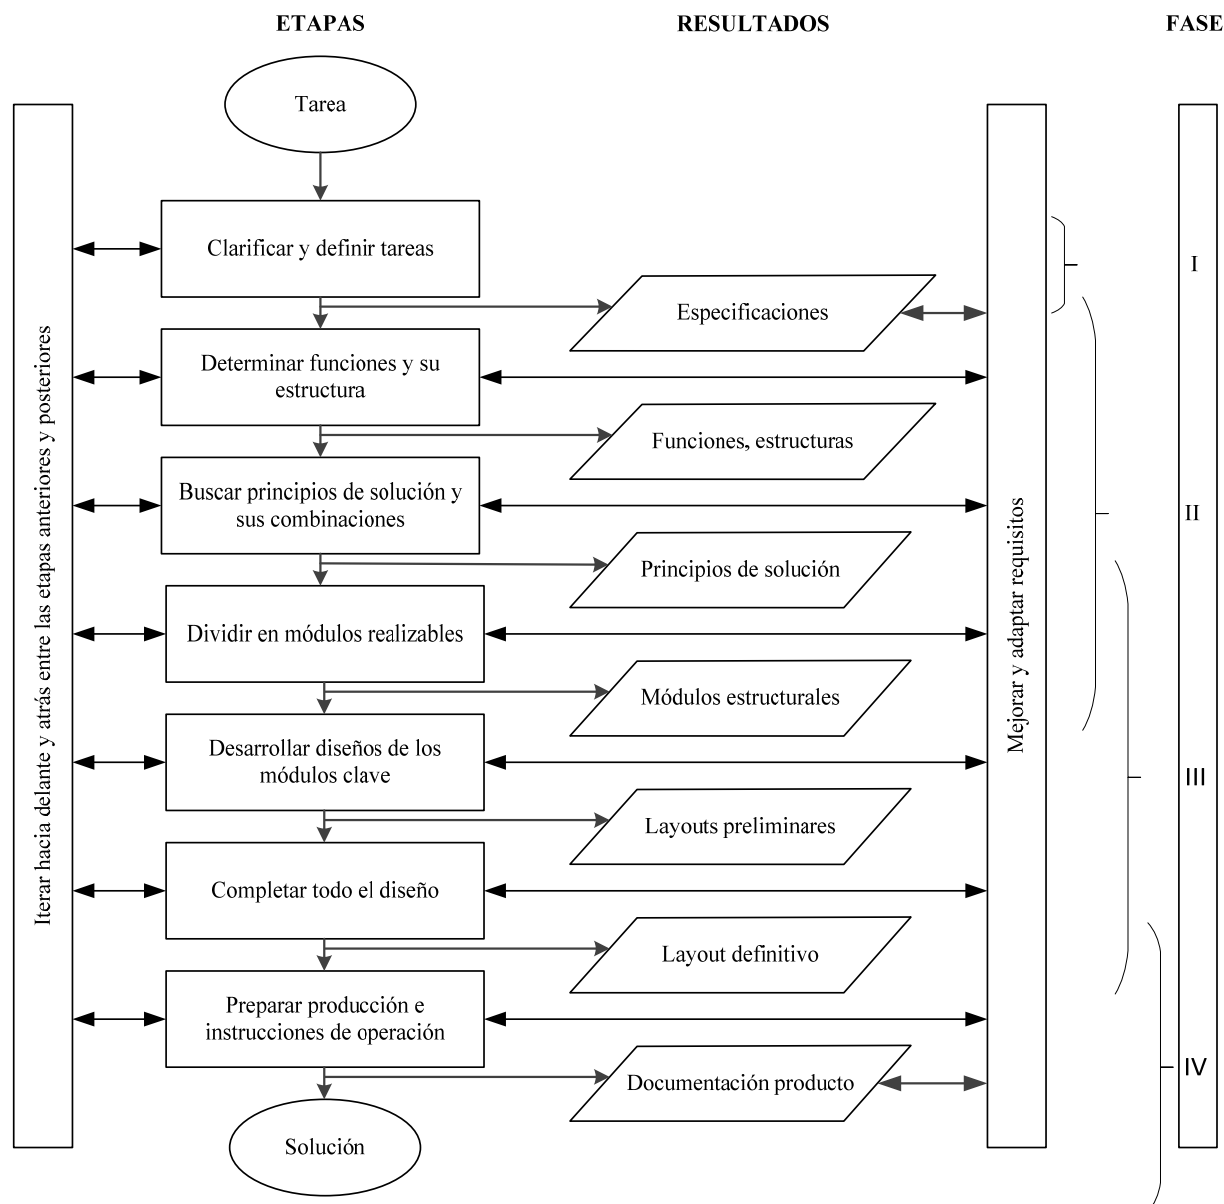 ETAPAS
RESULTADOS
FASE
Tarea
Clarificar y definir tareas
Especificaciones
Determinar funciones y su
estructura
Funciones, estructuras
Buscar principios de solución y
sus combinaciones
Principios de solución
Dividir en módulos realizables
Módulos estructurales
Desarrollar diseños de los
módulos clave
Layouts preliminares
Completar todo el diseño
Layout definitivo
Preparar producción e
instrucciones de operación
Documentación producto
Solución
Iterar hacia delante y atrás entre las etapas anteriores y posteriores
Mejorar y adaptar requisitos
I
II
III
IV